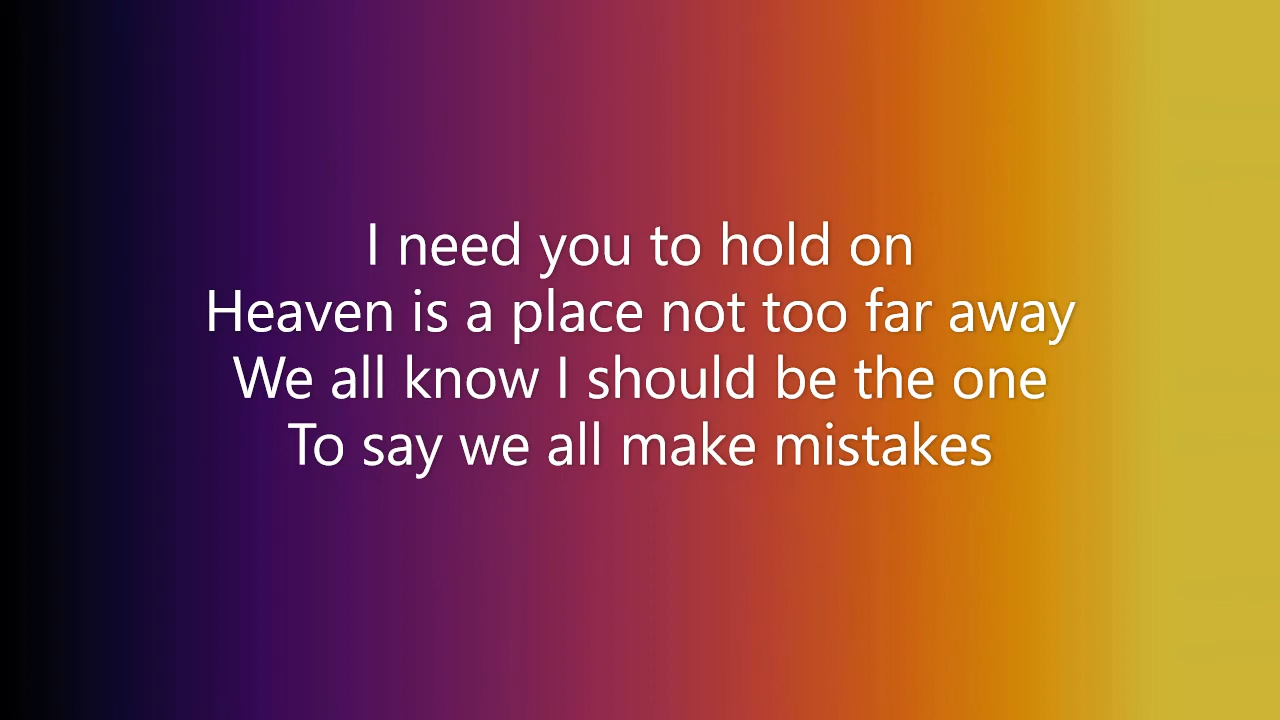 I need you to hold on
Heaven is a place not too far away
We all know I should be the one
To say we all make mistakes